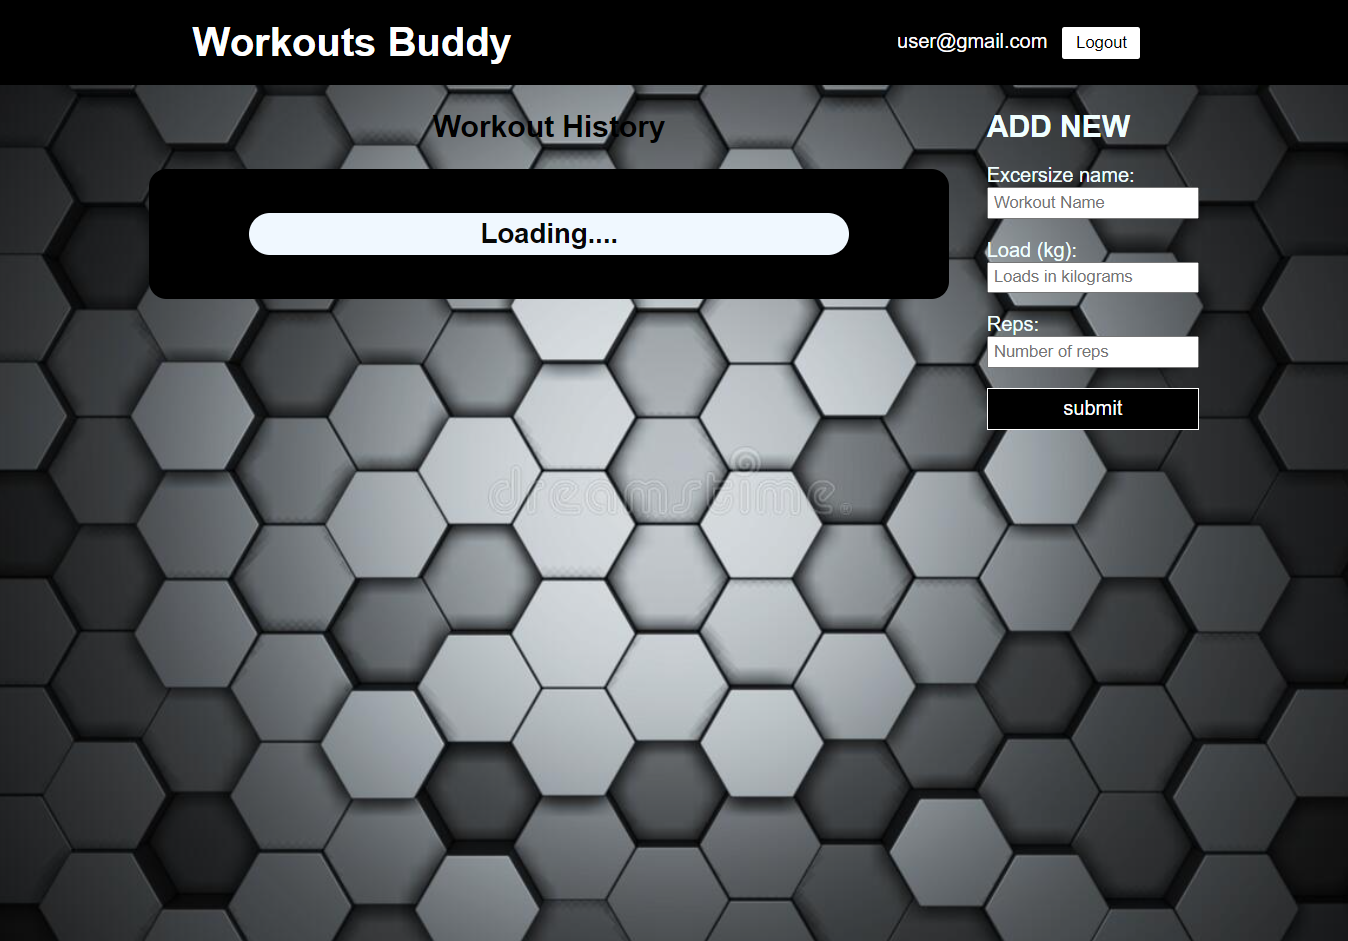 Workouts Buddy
user@gmail.com
Logout
Workout History
Loading....
ADD NEW
Excersize name:
Workout Name
Load (kg):
Loads in kilograms
Reps:
Number of reps
submit
dreamstime.